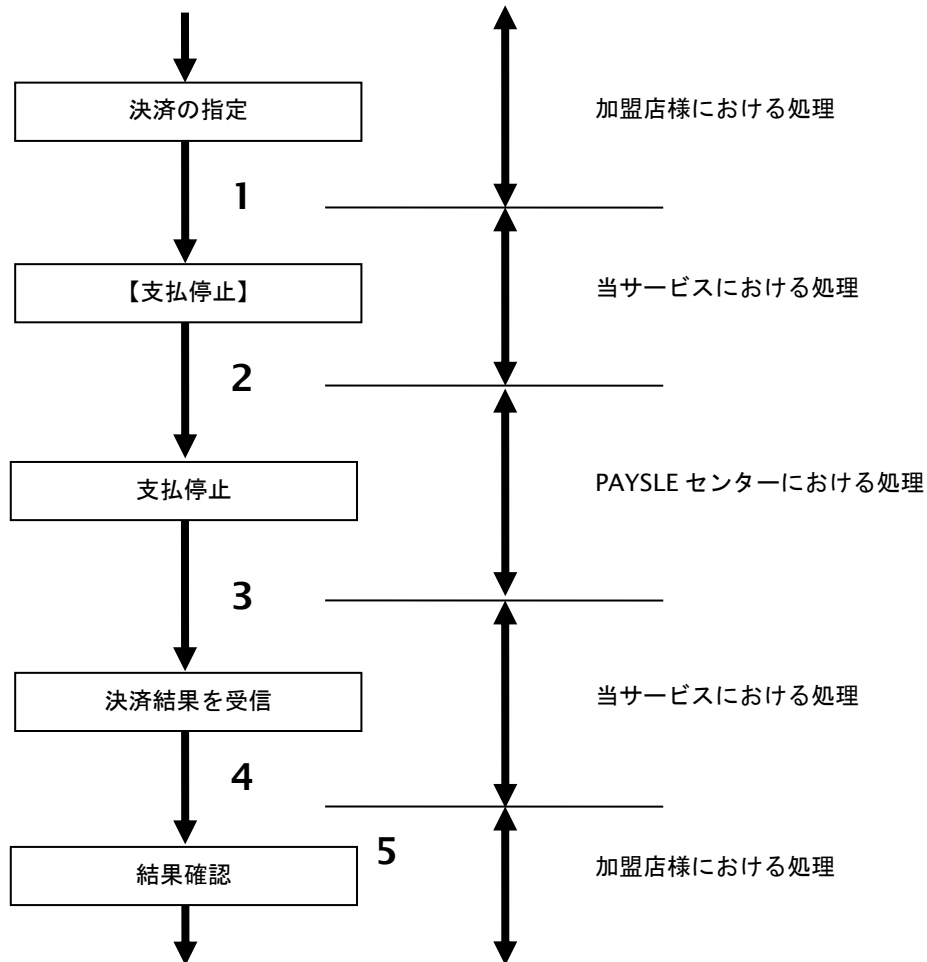 決済の指定
加盟店様における処理
1
【支払停止】
当サービスにおける処理
2
支払停止
PAYSLE センターにおける処理
3
決済結果を受信
当サービスにおける処理
4
5
結果確認
加盟店様における処理